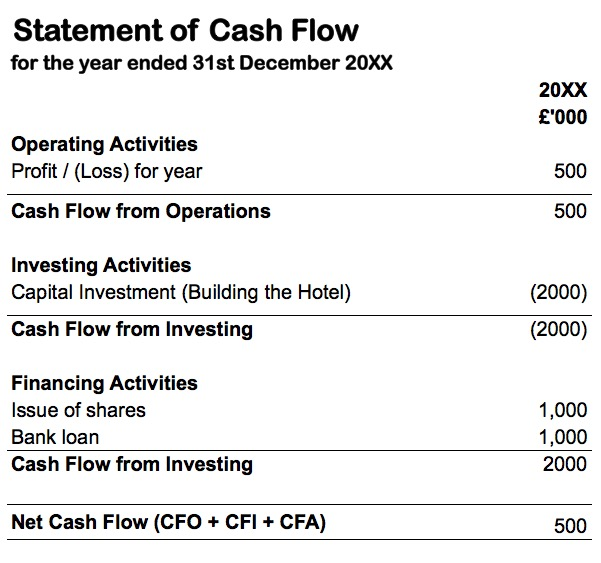 Statement of Cash Flow
for the year ended 31st December 20XX
20XX
£'000
Operating Activities
Profit / (Loss) for year 500
Cash Flow from Operations 500
Investing Activities
Capital Investment (Building the Hotel) (2000)
Cash Flow from Investing (2000)
Financing Activities
Issue of shares 1,000
Bank loan 1,000
Cash Flow from Investing 2000
Net Cash Flow (CFO + CFI + CFA) 500